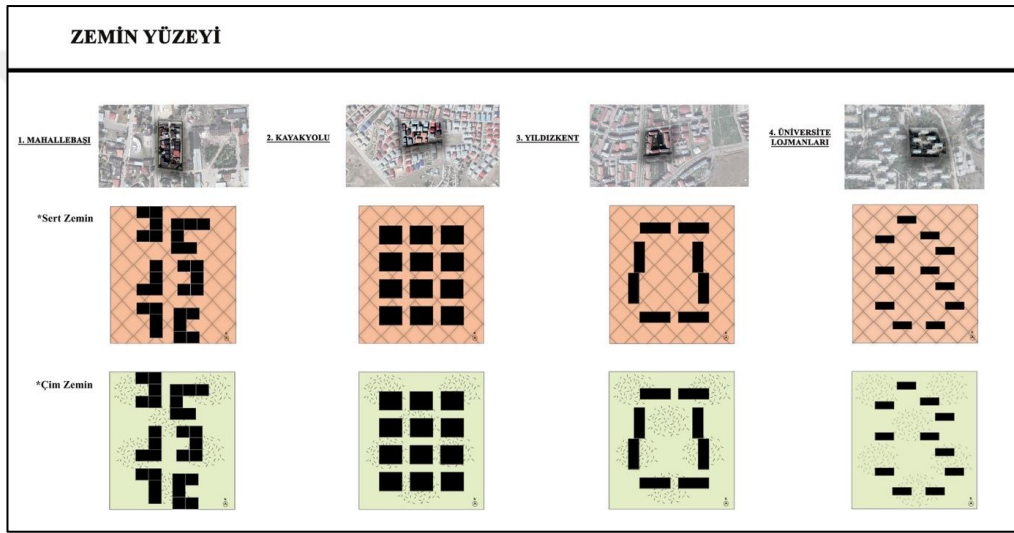 ZEMİN YÜZEYİ
1. MAHALLEBAŞI
2. KAYAKYOLU
3. YILDIZKENT
4. ÜNİVERSİTE
LOJMANLARI
*Sert Zemin
*Çim Zemin